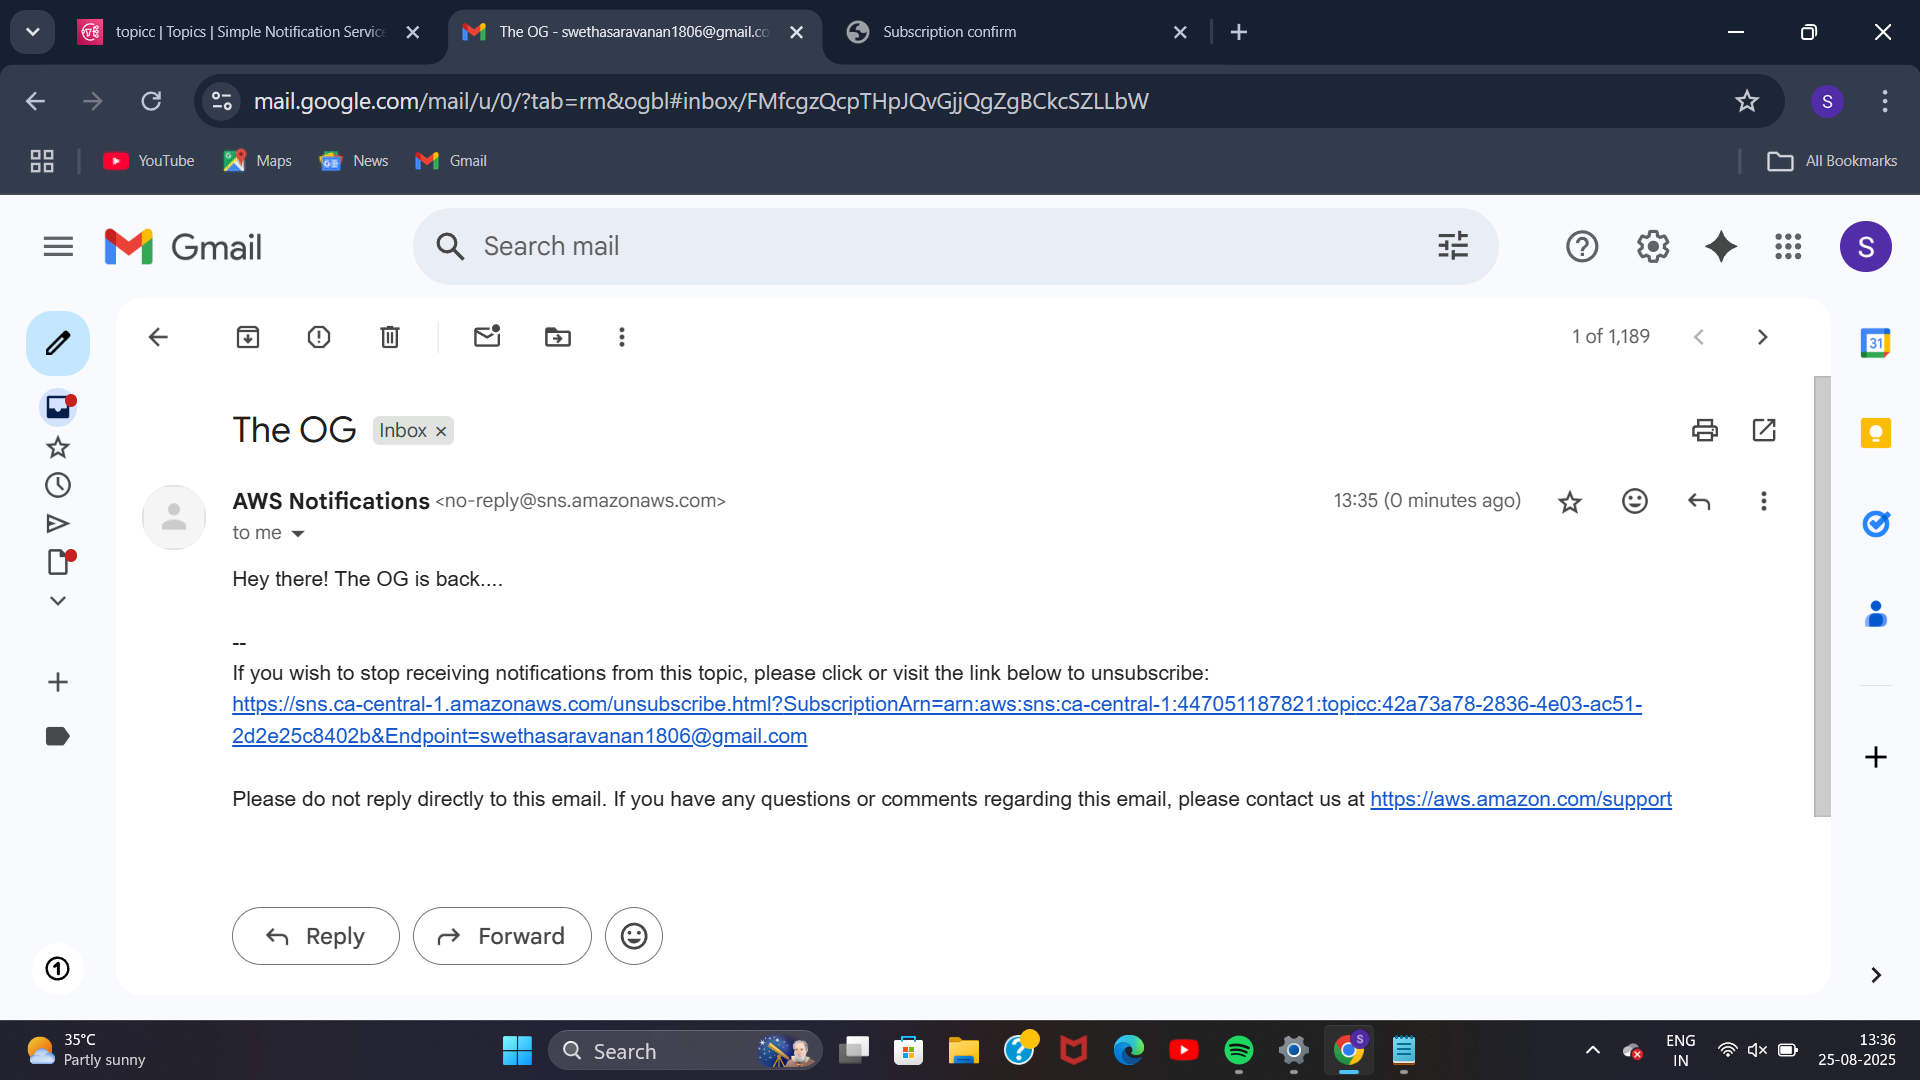 topicc | Topics | Simple Notification Service
The OG - swethasaravanan1806@gmail.co
Subscription confirm
mail.google.com/mail/u/0/?tab=rm&ogbl#inbox/FMfcgzQcpTHpJQvGjjQgZgBCkcSZLLbW
S
YouTube
Maps
News
Gmail
All Bookmarks
Gmail
Search mail
S
1 of 1,189
31
The OG
Inbox ×
AWS Notifications <no-reply@sns.amazonaws.com>
13:35 (0 minutes ago)
to me
Hey there! The OG is back....
--
If you wish to stop receiving notifications from this topic, please click or visit the link below to unsubscribe:
https://sns.ca-central-1.amazonaws.com/unsubscribe.html?SubscriptionArn=arn:aws:sns:ca-central-1:447051187821:topicc:42a73a78-2836-4e03-ac51-
2d2e25c8402b&Endpoint=swethasaravanan1806@gmail.com
Please do not reply directly to this email. If you have any questions or comments regarding this email, please contact us at https://aws.amazon.com/support
Reply
Forward
1
35°C
Partly sunny
Search
S
ENG
IN
13:36
25-08-2025